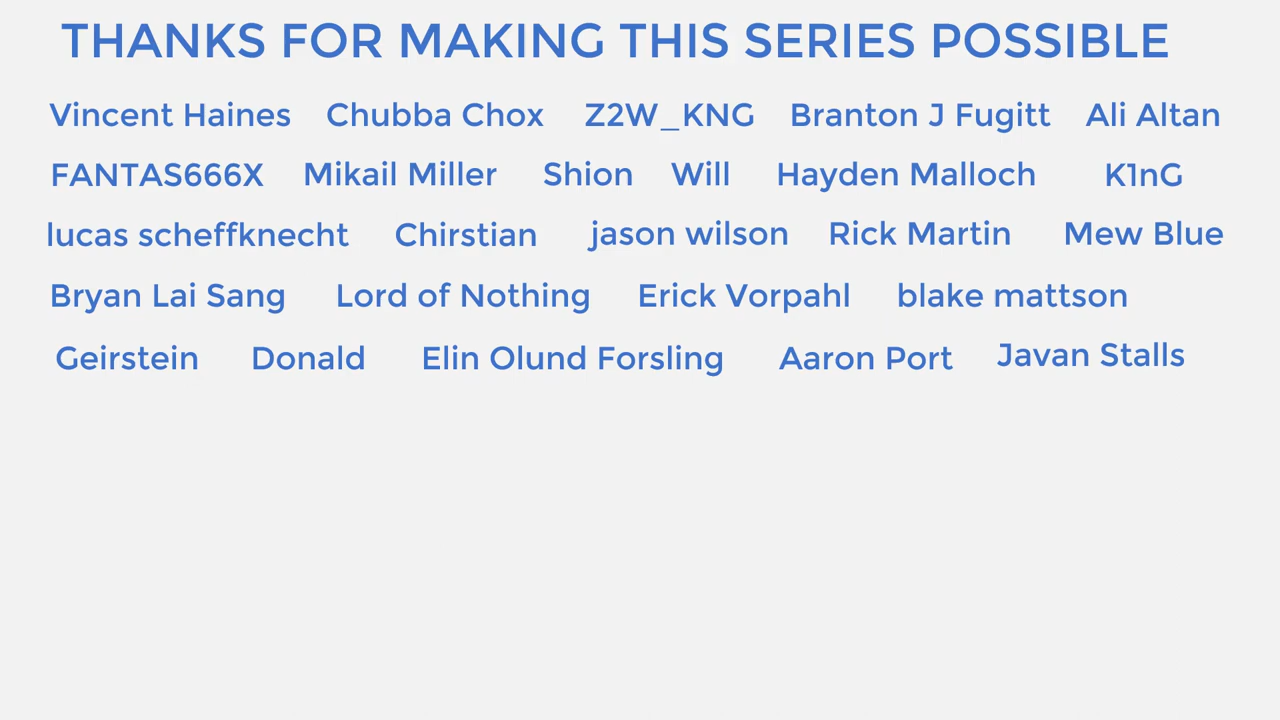 THANKS FOR MAKING THIS SERIES POSSIBLE
Vincent Haines Chubba Chox Z2W_KNG Branton J Fugitt Ali Altan
FANTAS666X Mikail Miller Shion Will Hayden Malloch K1nG
lucas scheffknecht Chirstian jason wilson Rick Martin Mew Blue
Bryan Lai Sang Lord of Nothing Erick Vorpahl blake mattson
Geirstein Donald Elin Olund Forsling Aaron Port Javan Stalls